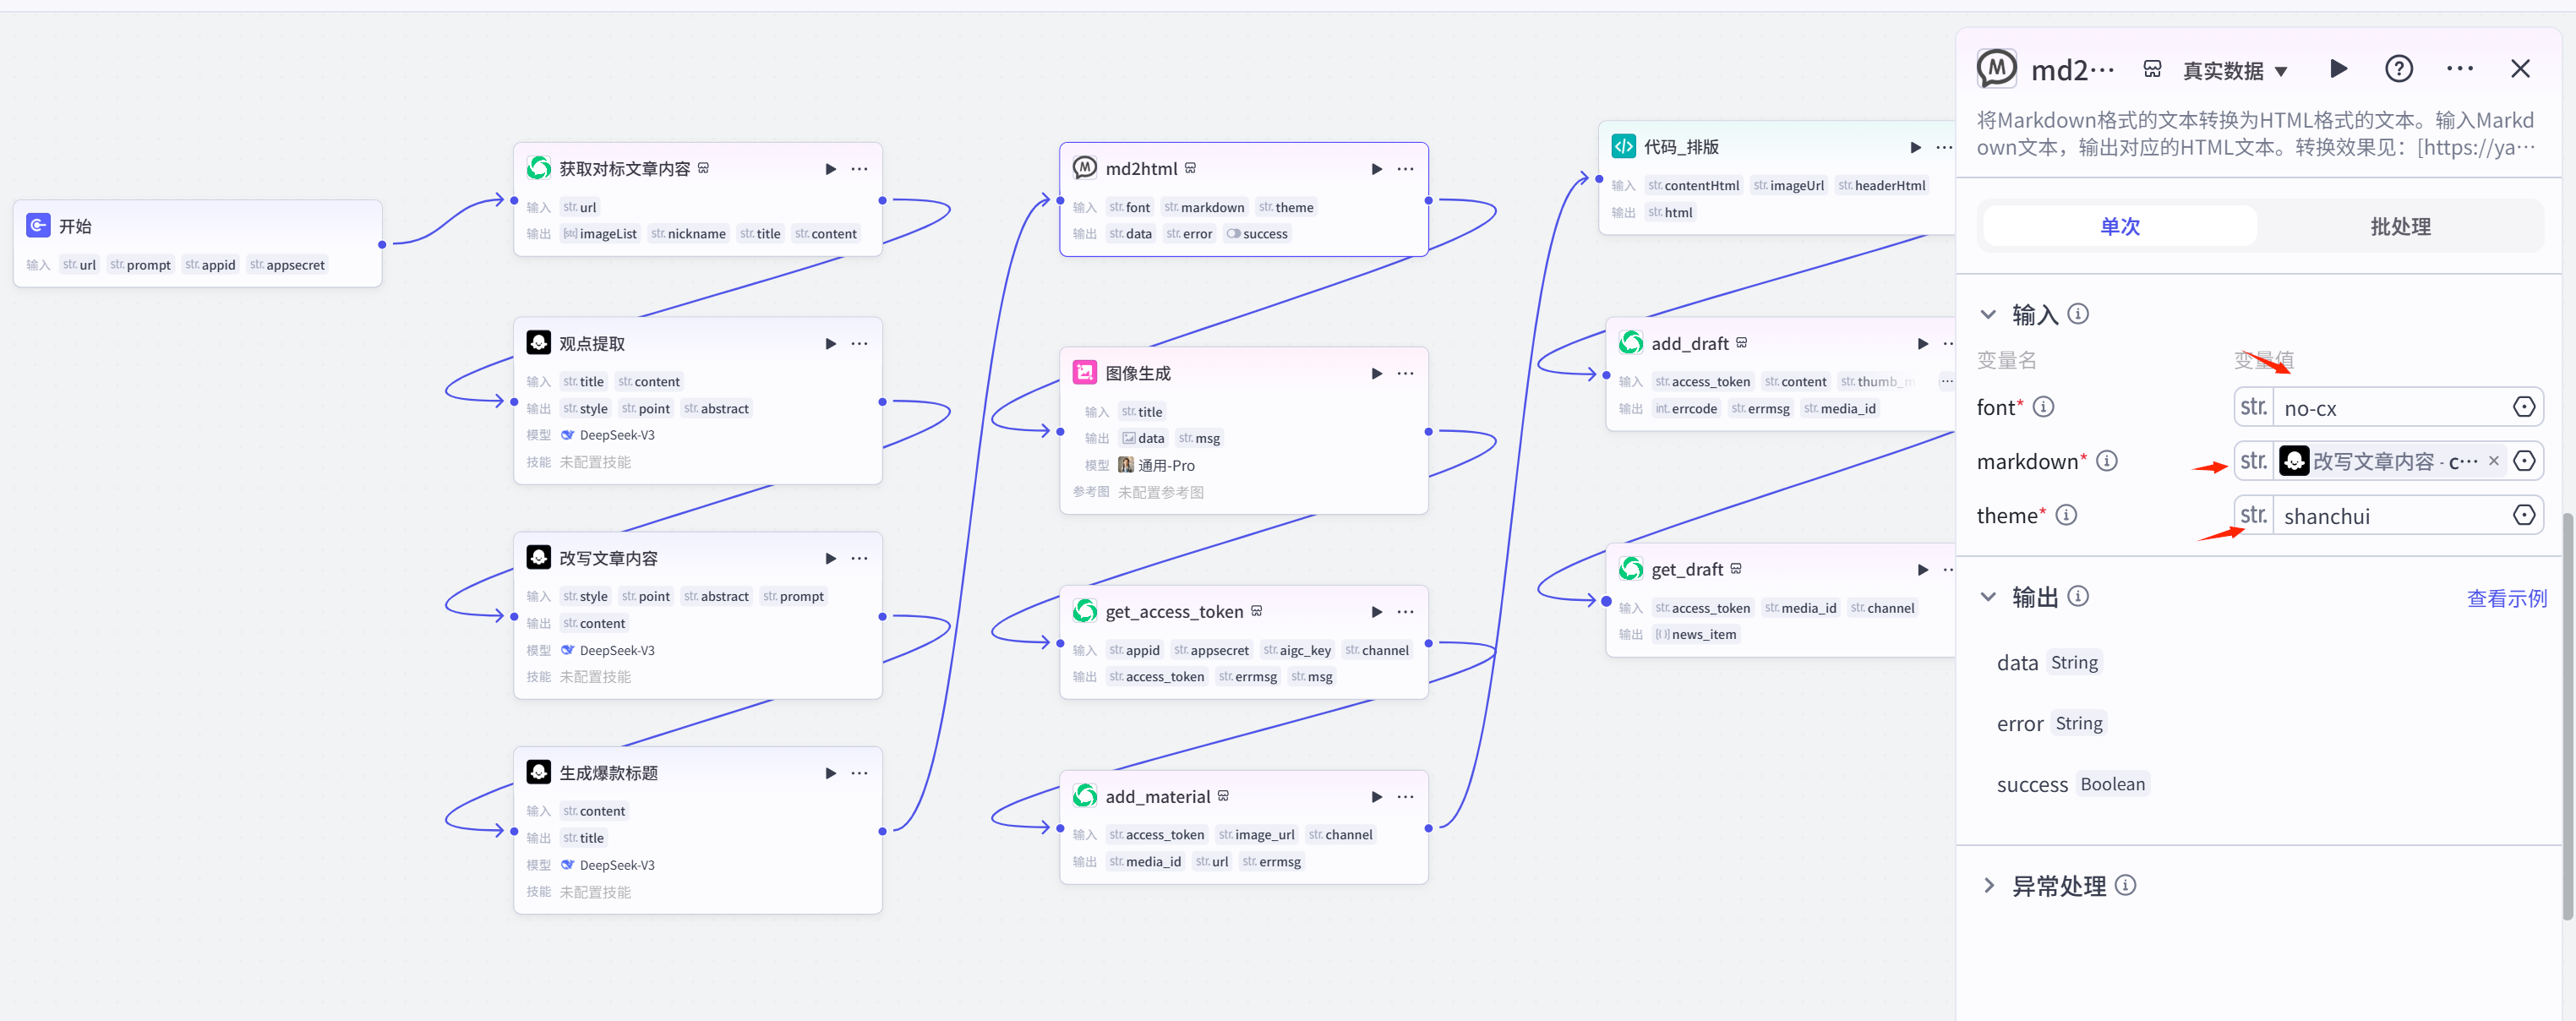 开始
输入 str.url str.prompt str.appid str.appsecret
获取对标文章内容
输入 str.url
输出 [str] imageList str.nickname str.title str.content
观点提取
输入 str.title str.content
输出 str.style str.point str.abstract
模型 DeepSeek-V3
技能 未配置技能
改写文章内容
输入 str.style str.point str.abstract str.prompt
输出 str.content
模型 DeepSeek-V3
技能 未配置技能
生成爆款标题
输入 str.content
输出 str.title
模型 DeepSeek-V3
技能 未配置技能
md2html
输入 str.font str.markdown str.theme
输出 str.data str.error success
图像生成
输入 str.title
输出 data str.msg
模型 通用-Pro
参考图 未配置参考图
get_access_token
输入 str.appid str.appsecret str.aigc_key str.channel
输出 str.access_token str.errmsg str.msg
add_material
输入 str.access_token str.image_url str.channel
输出 str.media_id str.url str.errmsg
代码_排版
输入 str.contentHtml str.imageUrl str.headerHtml
输出 str.html
add_draft
输入 str.access_token str.content str.thumb_m ...
输出 int.errcode str.errmsg str.media_id
get_draft
输入 str.access_token str.media_id str.channel
输出 [{}] news_item
md2··· 真实数据
将Markdown格式的文本转换为HTML格式的文本。输入Markd
own文本，输出对应的HTML文本。转换效果见：[https://ya···
单次 批处理
输入
变量名 变量值
font* str. no-cx
markdown* str. 改写文章内容 - c··· ×
theme* str. shanchui
输出 查看示例
data String
error String
success Boolean
异常处理